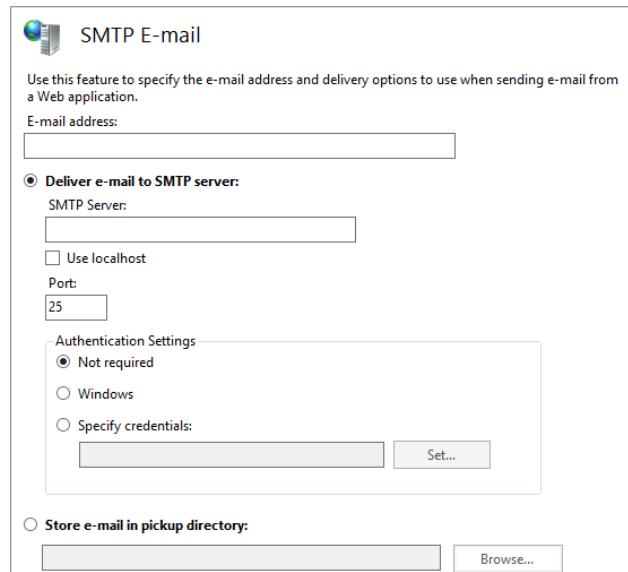 SMTP E-mail
Use this feature to specify the e-mail address and delivery options to use when sending e-mail from
a Web application.
E-mail address:
Deliver e-mail to SMTP server:
SMTP Server:
Use localhost
Port:
25
Authentication Settings
Not required
Windows
Specify credentials:
Set...
Store e-mail in pickup directory:
Browse...